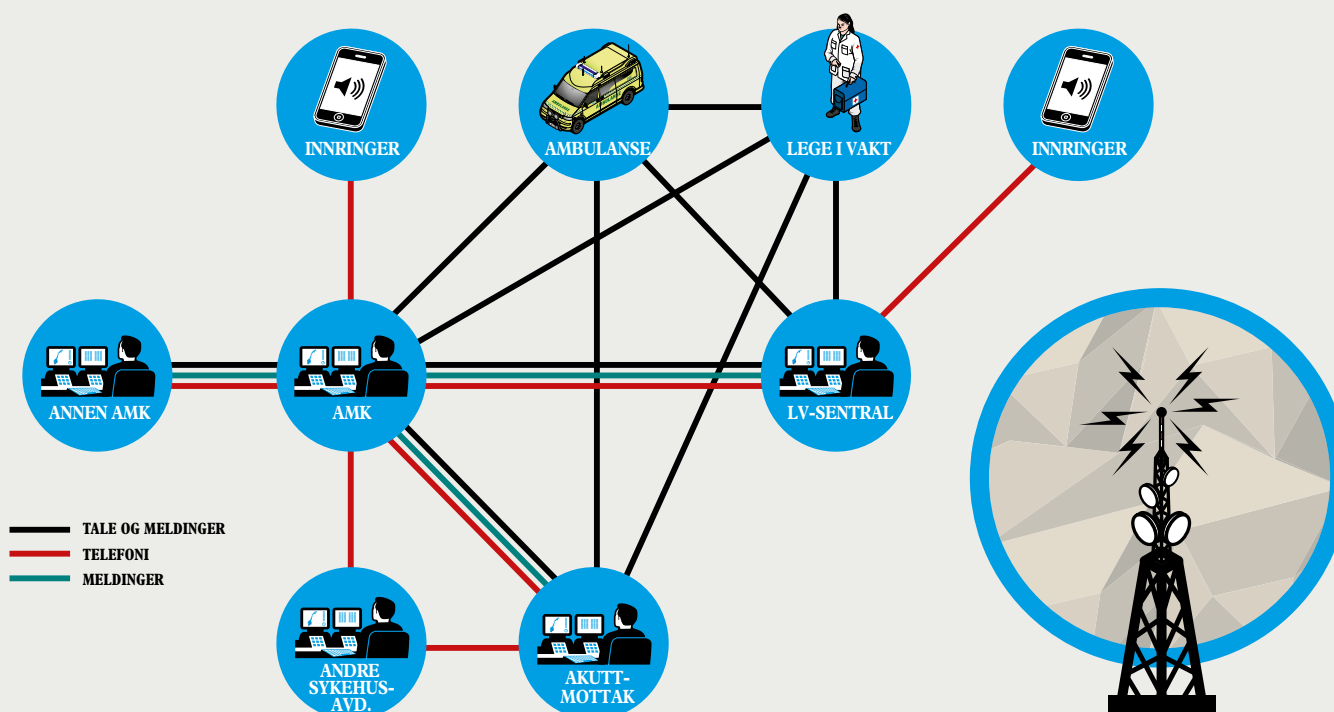 INNRINGER
AMBULANSE
LEGE I VAKT
INNRINGER
ANNEN AMK
AMK
LV-SENTRAL
TALE OG MELDINGER
TELEFONI
MELDINGER
ANDRE
SYKEHUS-
AVD.
AKUTT-
MOTTAK